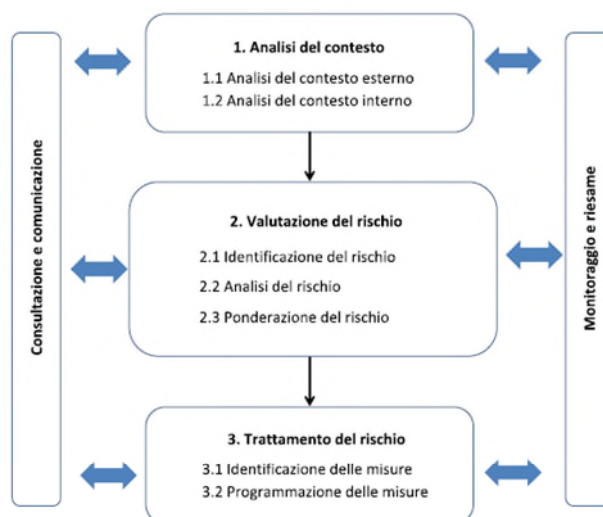 Consultazione e comunicazione
1. Analisi del contesto
1.1 Analisi del contesto esterno
1.2 Analisi del contesto interno
2. Valutazione del rischio
2.1 Identificazione del rischio
2.2 Analisi del rischio
2.3 Ponderazione del rischio
3. Trattamento del rischio
3.1 Identificazione delle misure
3.2 Programmazione delle misure
Monitoraggio e riesame